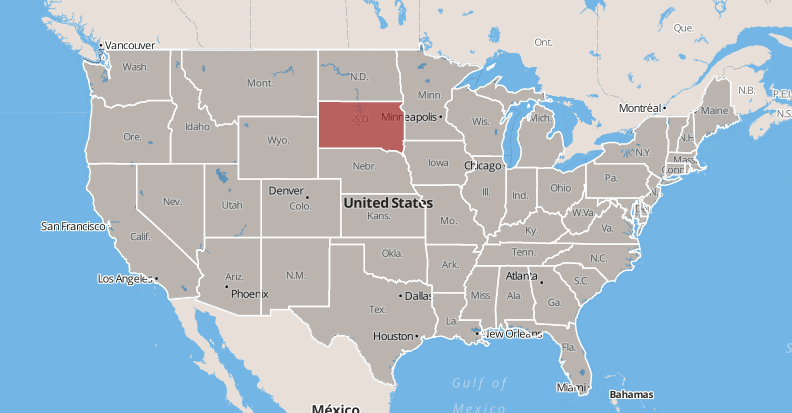 Vancouver
Wash.
Mont.
N.D.
Minn.
Ont.
Que.
N.B.
P.E.I
N.S.
Montréal
Maine
Ore.
Idaho
Wyo.
S.D.
Minneapolis
Wis.
Mich.
N.Y.
N.H.
Mass.
Conn.
Nebr.
Iowa
Chicago
Ill.
Ind.
Ohio
Pa.
N.J.
Nev.
Utah
Denver
Colo.
United States
Kans.
Mo.
Ky.
W.Va.
Va.
San Francisco
Calif.
Los Angeles
Ariz.
Phoenix
N.M.
Okla.
Ark.
Tenn.
N.C.
S.C.
Atlanta
Tex.
Dallas
Houston
La.
Miss.
Ala.
Ga.
New Orleans
Fla.
Miami
Gulf of
Mexico
México
Bahamas